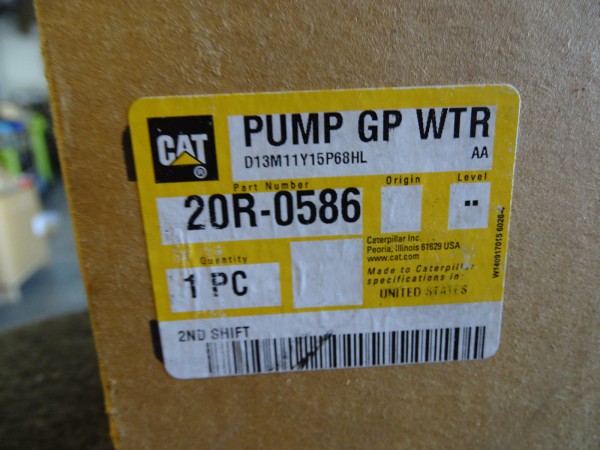 CAT®
PUMP GP WTR
D13M11Y15P68HL AA
Part Number Origin Level
20R-0586 --
Caterpillar Inc.
Peoria, Illinois 61629 USA
www.cat.com
Quantity
1 PC
Made to Caterpillar
specifications in:
UNITED STATES
2ND SHIFT